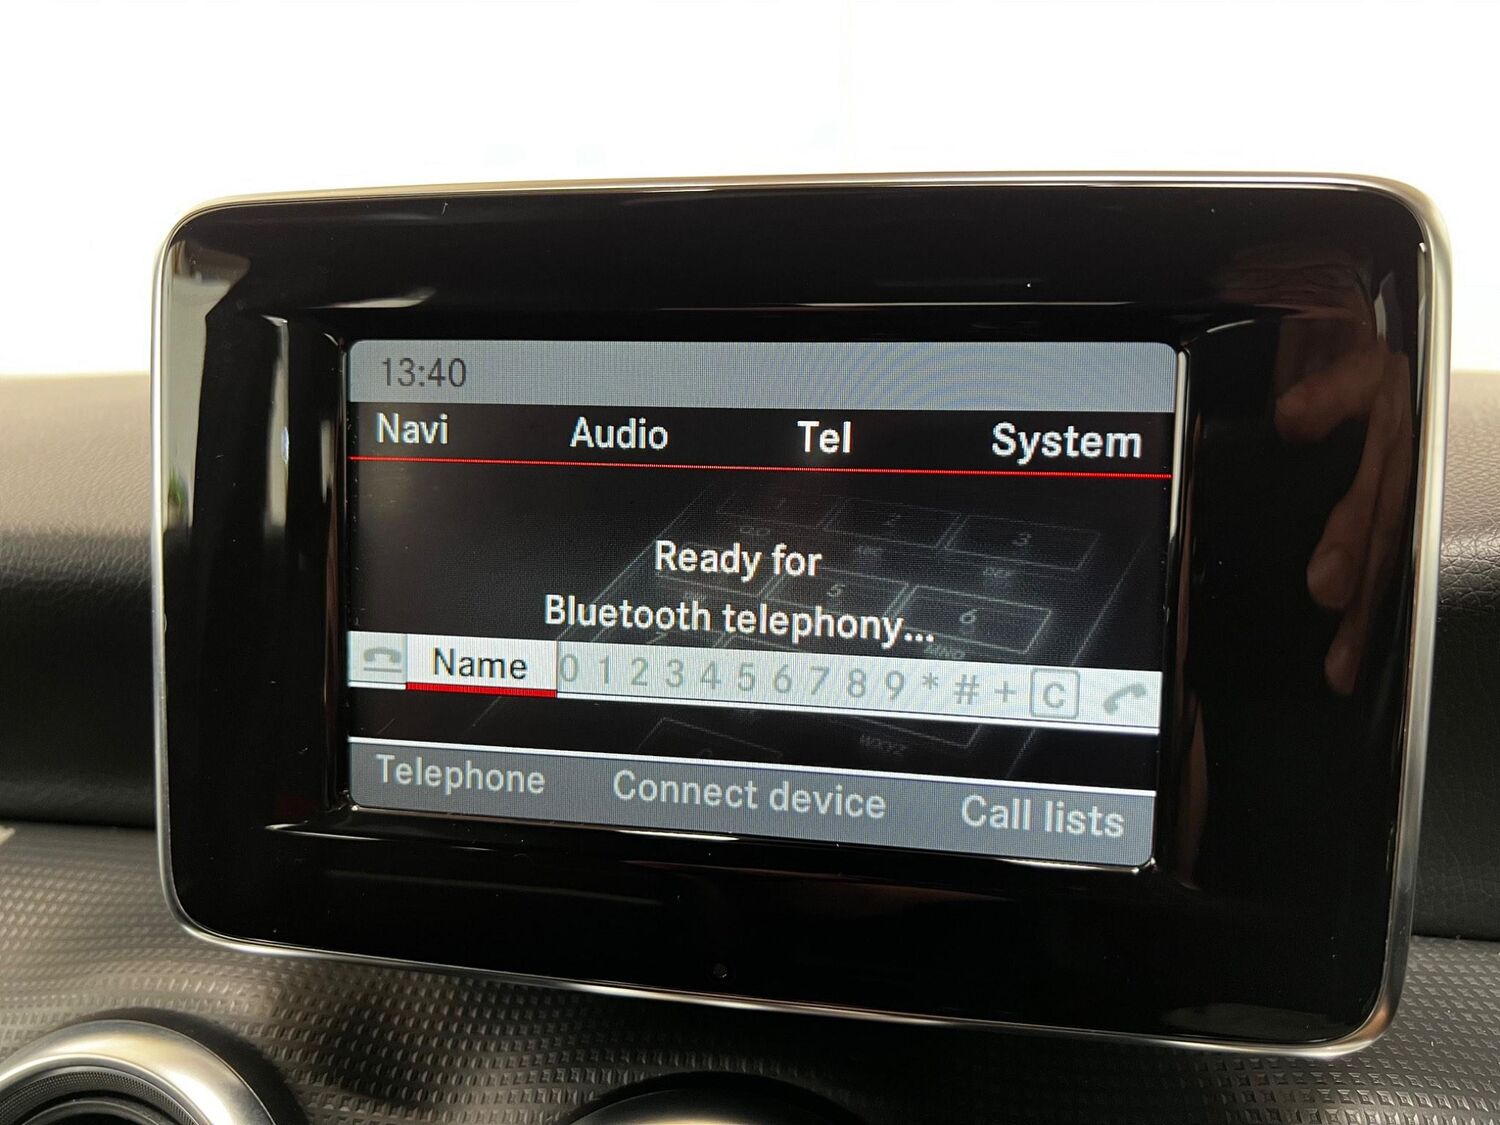 13:40
Navi Audio Tel System
Ready for
Bluetooth telephony...
Name 0 1 2 3 4 5 6 7 8 9 * # + C
Telephone Connect device Call lists